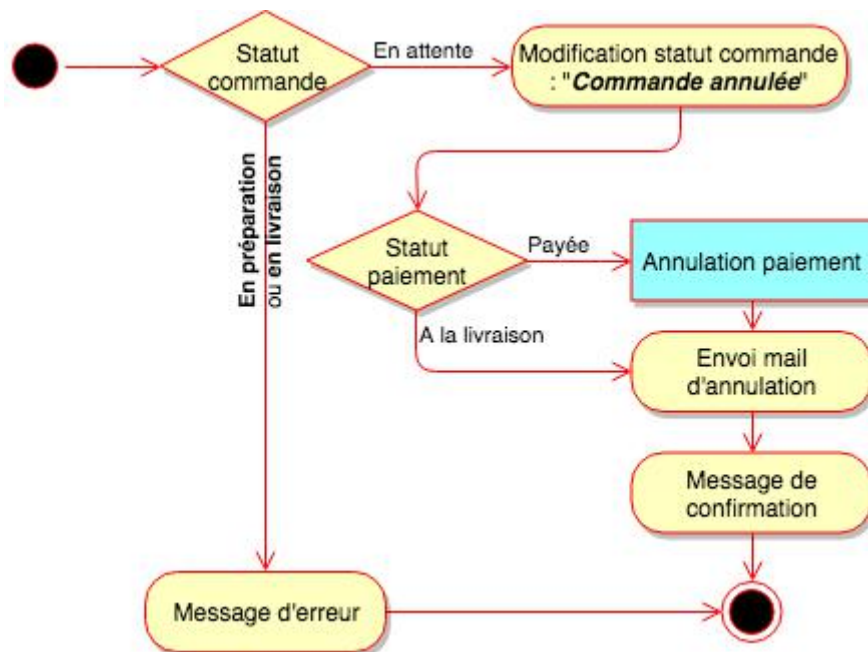 Statut
commande
En attente
Modification statut commande
: "Commande annulée"
En préparation
ou en livraison
Statut
paiement
Payée
Annulation paiement
A la livraison
Envoi mail
d'annulation
Message de
confirmation
Message d'erreur